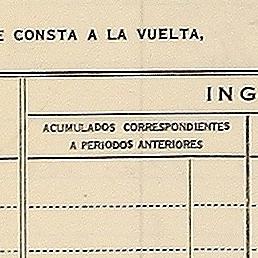 E CONSTA A LA VUELTA,
ING
ACUMULADOS CORRESPONDIENTES
A PERIODOS ANTERIORES